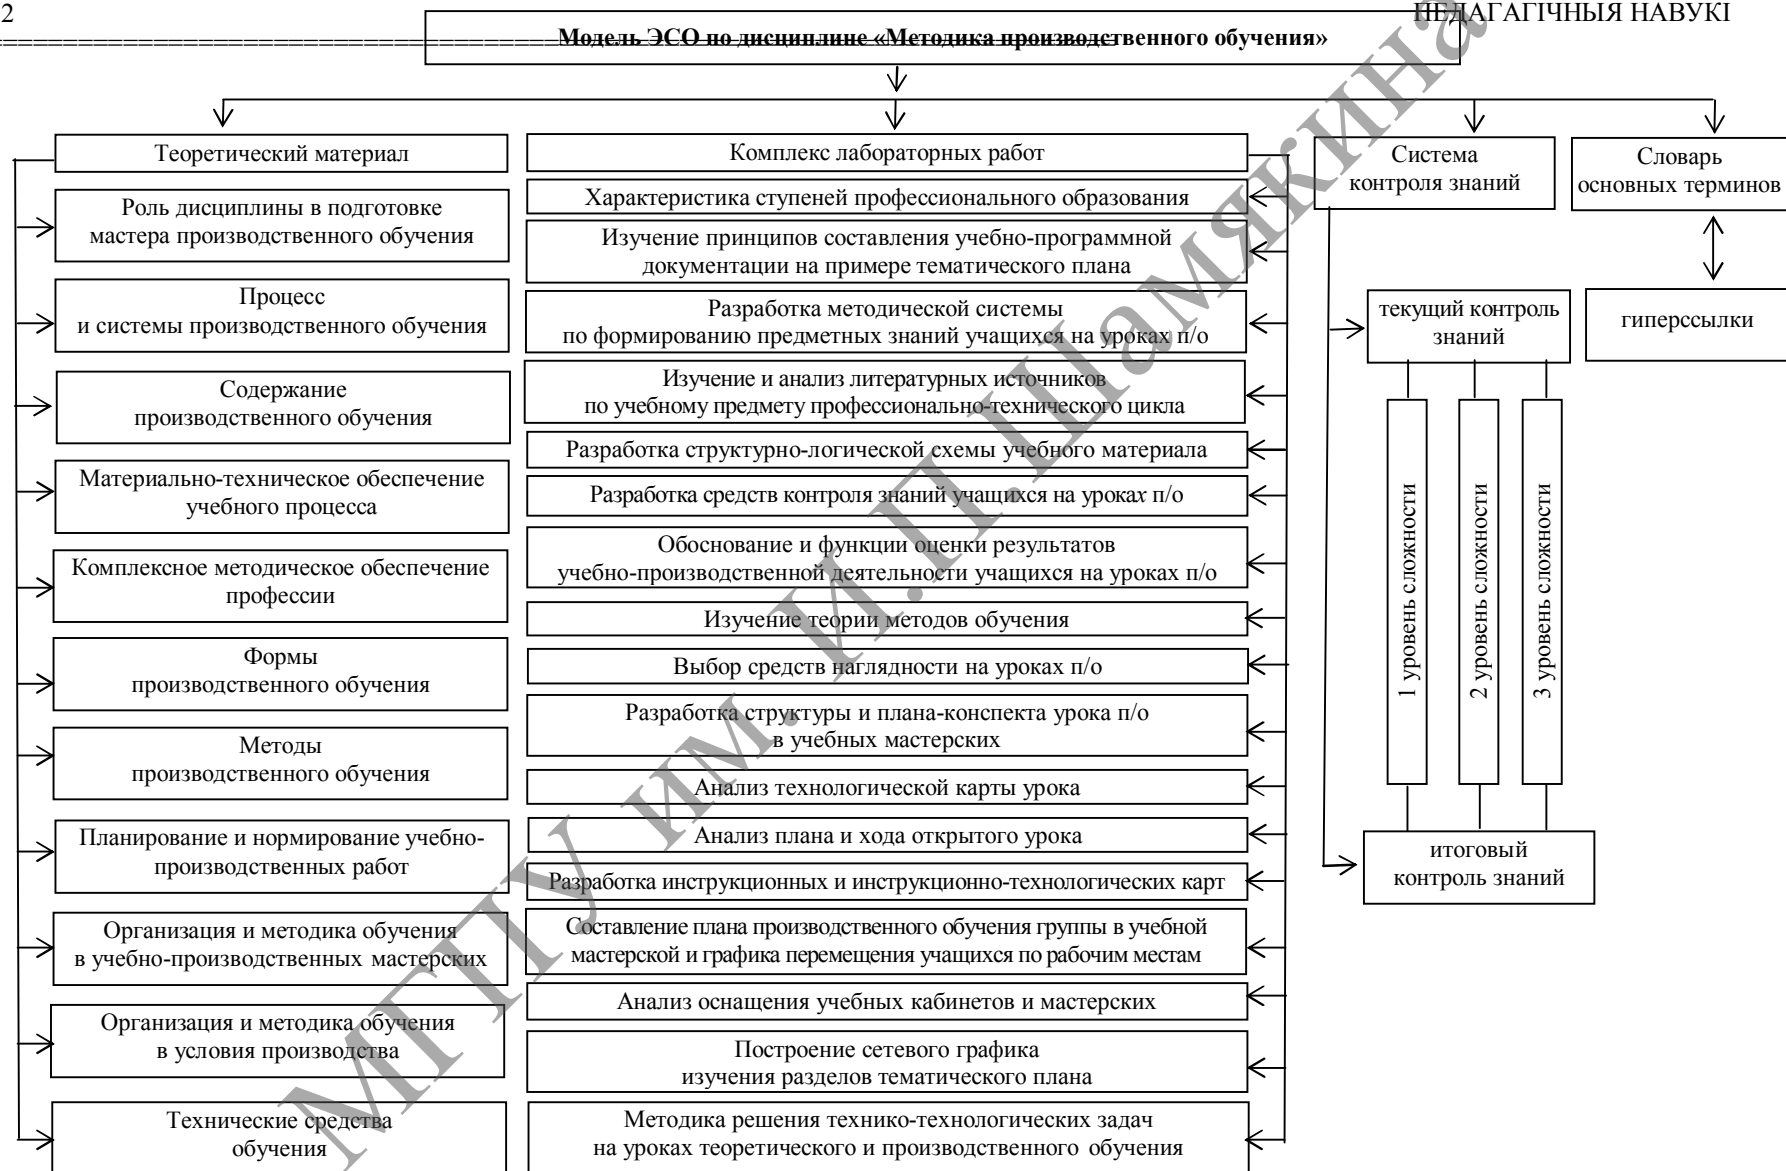 2
ПЕДАГАГІЧНЫЯ НАВУКІ
Модель ЭСО по дисциплине «Методика производственного обучения»
Теоретический материал
Роль дисциплины в подготовке
мастера производственного обучения
Процесс
и системы производственного обучения
Содержание
производственного обучения
Материально-техническое обеспечение
учебного процесса
Комплексное методическое обеспечение
профессии
Формы
производственного обучения
Методы
производственного обучения
Планирование и нормирование учебно-
производственных работ
Организация и методика обучения
в учебно-производственных мастерских
Организация и методика обучения
в условия производства
Технические средства
обучения
Комплекс лабораторных работ
Характеристика ступеней профессионального образования
Изучение принципов составления учебно-программной
документации на примере тематического плана
Разработка методической системы
по формированию предметных знаний учащихся на уроках п/о
Изучение и анализ литературных источников
по учебному предмету профессионально-технического цикла
Разработка структурно-логической схемы учебного материала
Разработка средств контроля знаний учащихся на уроках п/о
Обоснование и функции оценки результатов
учебно-производственной деятельности учащихся на уроках п/о
Изучение теории методов обучения
Выбор средств наглядности на уроках п/о
Разработка структуры и плана-конспекта урока п/о
в учебных мастерских
Анализ технологической карты урока
Анализ плана и хода открытого урока
Разработка инструкционных и инструкционно-технологических карт
Составление плана производственного обучения группы в учебной
мастерской и графика перемещения учащихся по рабочим местам
Анализ оснащения учебных кабинетов и мастерских
Построение сетевого графика
изучения разделов тематического плана
Методика решения технико-технологических задач
на уроках теоретического и производственного обучения
Система
контроля знаний
текущий контроль
знаний
1 уровень сложности
2 уровень сложности
3 уровень сложности
итоговый
контроль знаний
Словарь
основных терминов
гиперссылки
МГПУ им. И.П.Шамякина